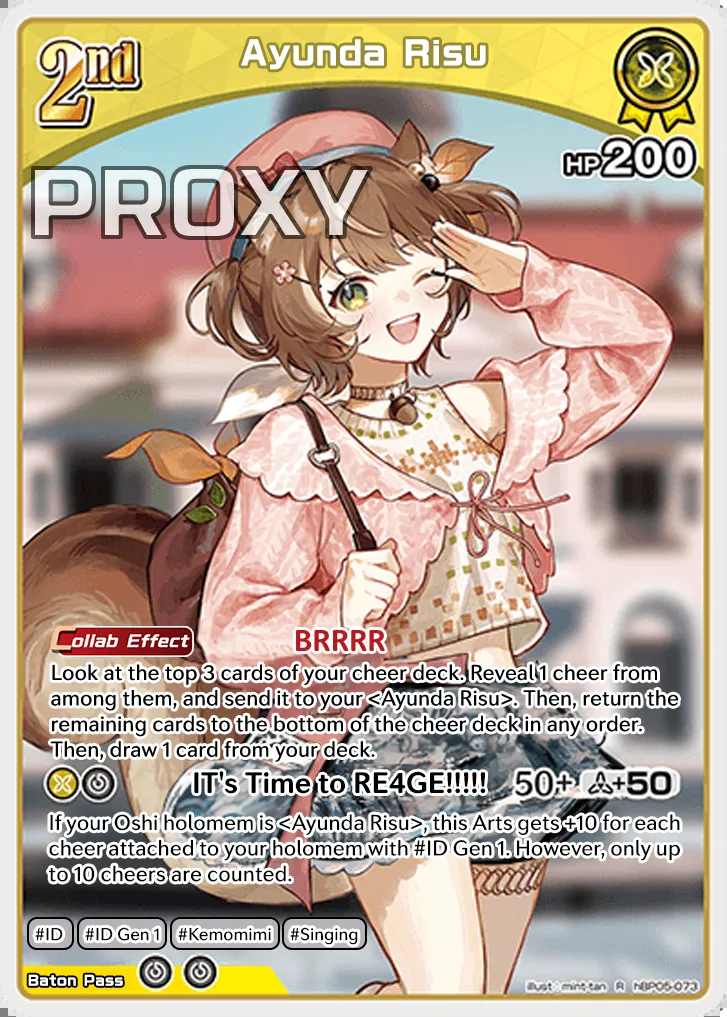 2nd
Ayunda Risu
HP200
PROXY
Collab Effect
BRRRR
Look at the top 3 cards of your cheer deck. Reveal 1 cheer from
among them, and send it to your <Ayunda Risu>. Then, return the
remaining cards to the bottom of the cheer deck in any order.
Then, draw 1 card from your deck.
IT's Time to RE4GE!!!!! 50+ +50
If your Oshi holomem is <Ayunda Risu>, this Arts gets +10 for each
cheer attached to your holomem with #ID Gen 1. However, only up
to 10 cheers are counted.
#ID #ID Gen 1 #Kemomimi #Singing
Baton Pass
illust : mint-tan R hBP05-073